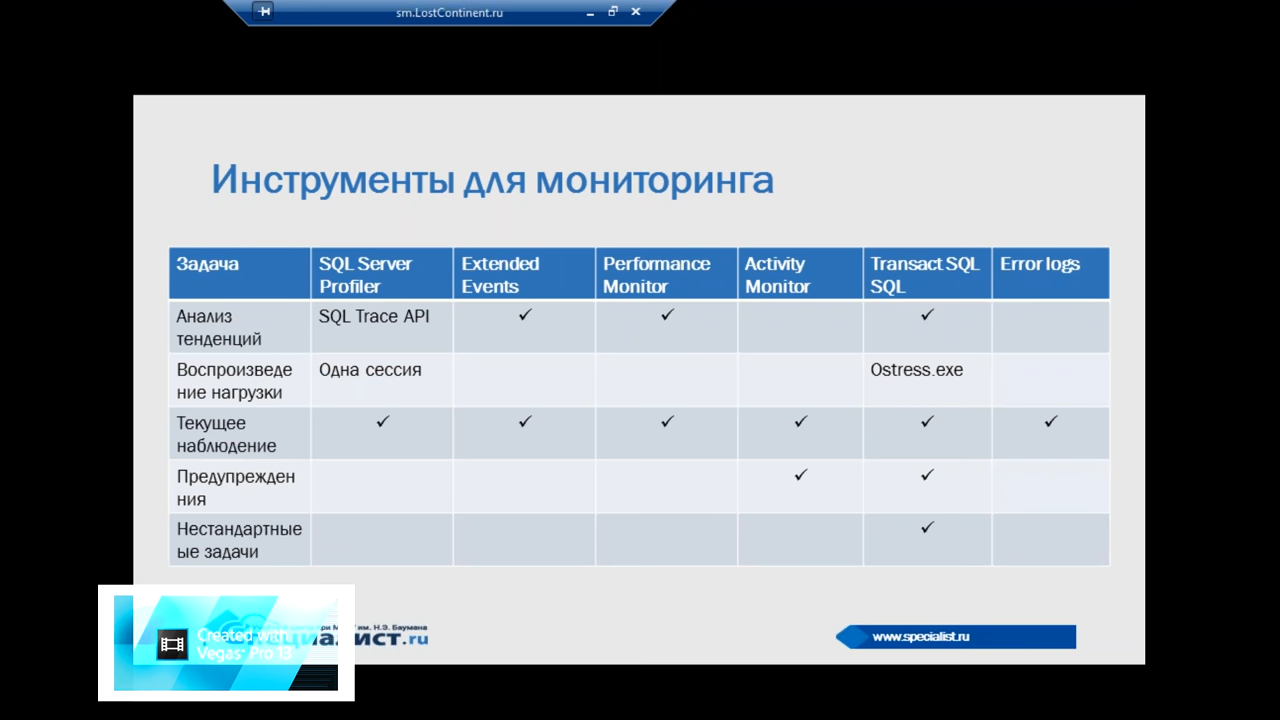 sm.LostContinent.ru
Инструменты для мониторинга
Задача
SQL Server
Profiler
Extended
Events
Performance
Monitor
Activity
Monitor
Transact SQL
SQL
Error logs
Анализ
тенденций
SQL Trace API
✓
✓
✓
Воспроизведе
ние нагрузки
Одна сессия
Ostress.exe
Текущее
наблюдение
✓
✓
✓
✓
✓
✓
Предупрежден
ния
✓
✓
Нестандартные
ые задачи
✓
им. Н.Э. Баумана
ист.ru
Created with
Vegas Pro 13
www.specialist.ru